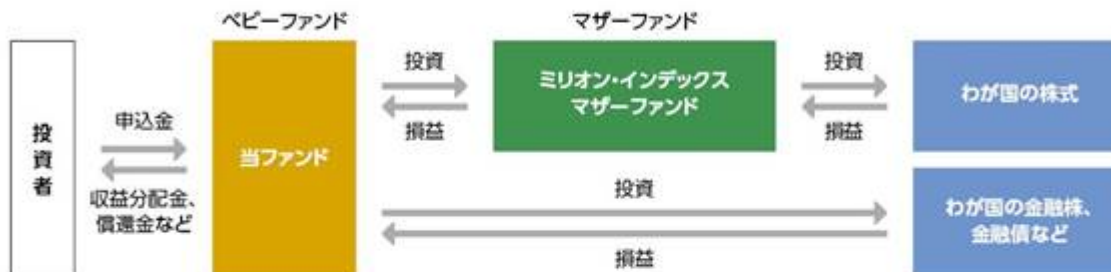 ベビーファンド
マザーファンド
投資者
申込金
収益分配金、
償還金など
当ファンド
投資
損益
ミリオン・インデックス
マザーファンド
投資
損益
わが国の株式
投資
損益
わが国の金融株、
金融債など